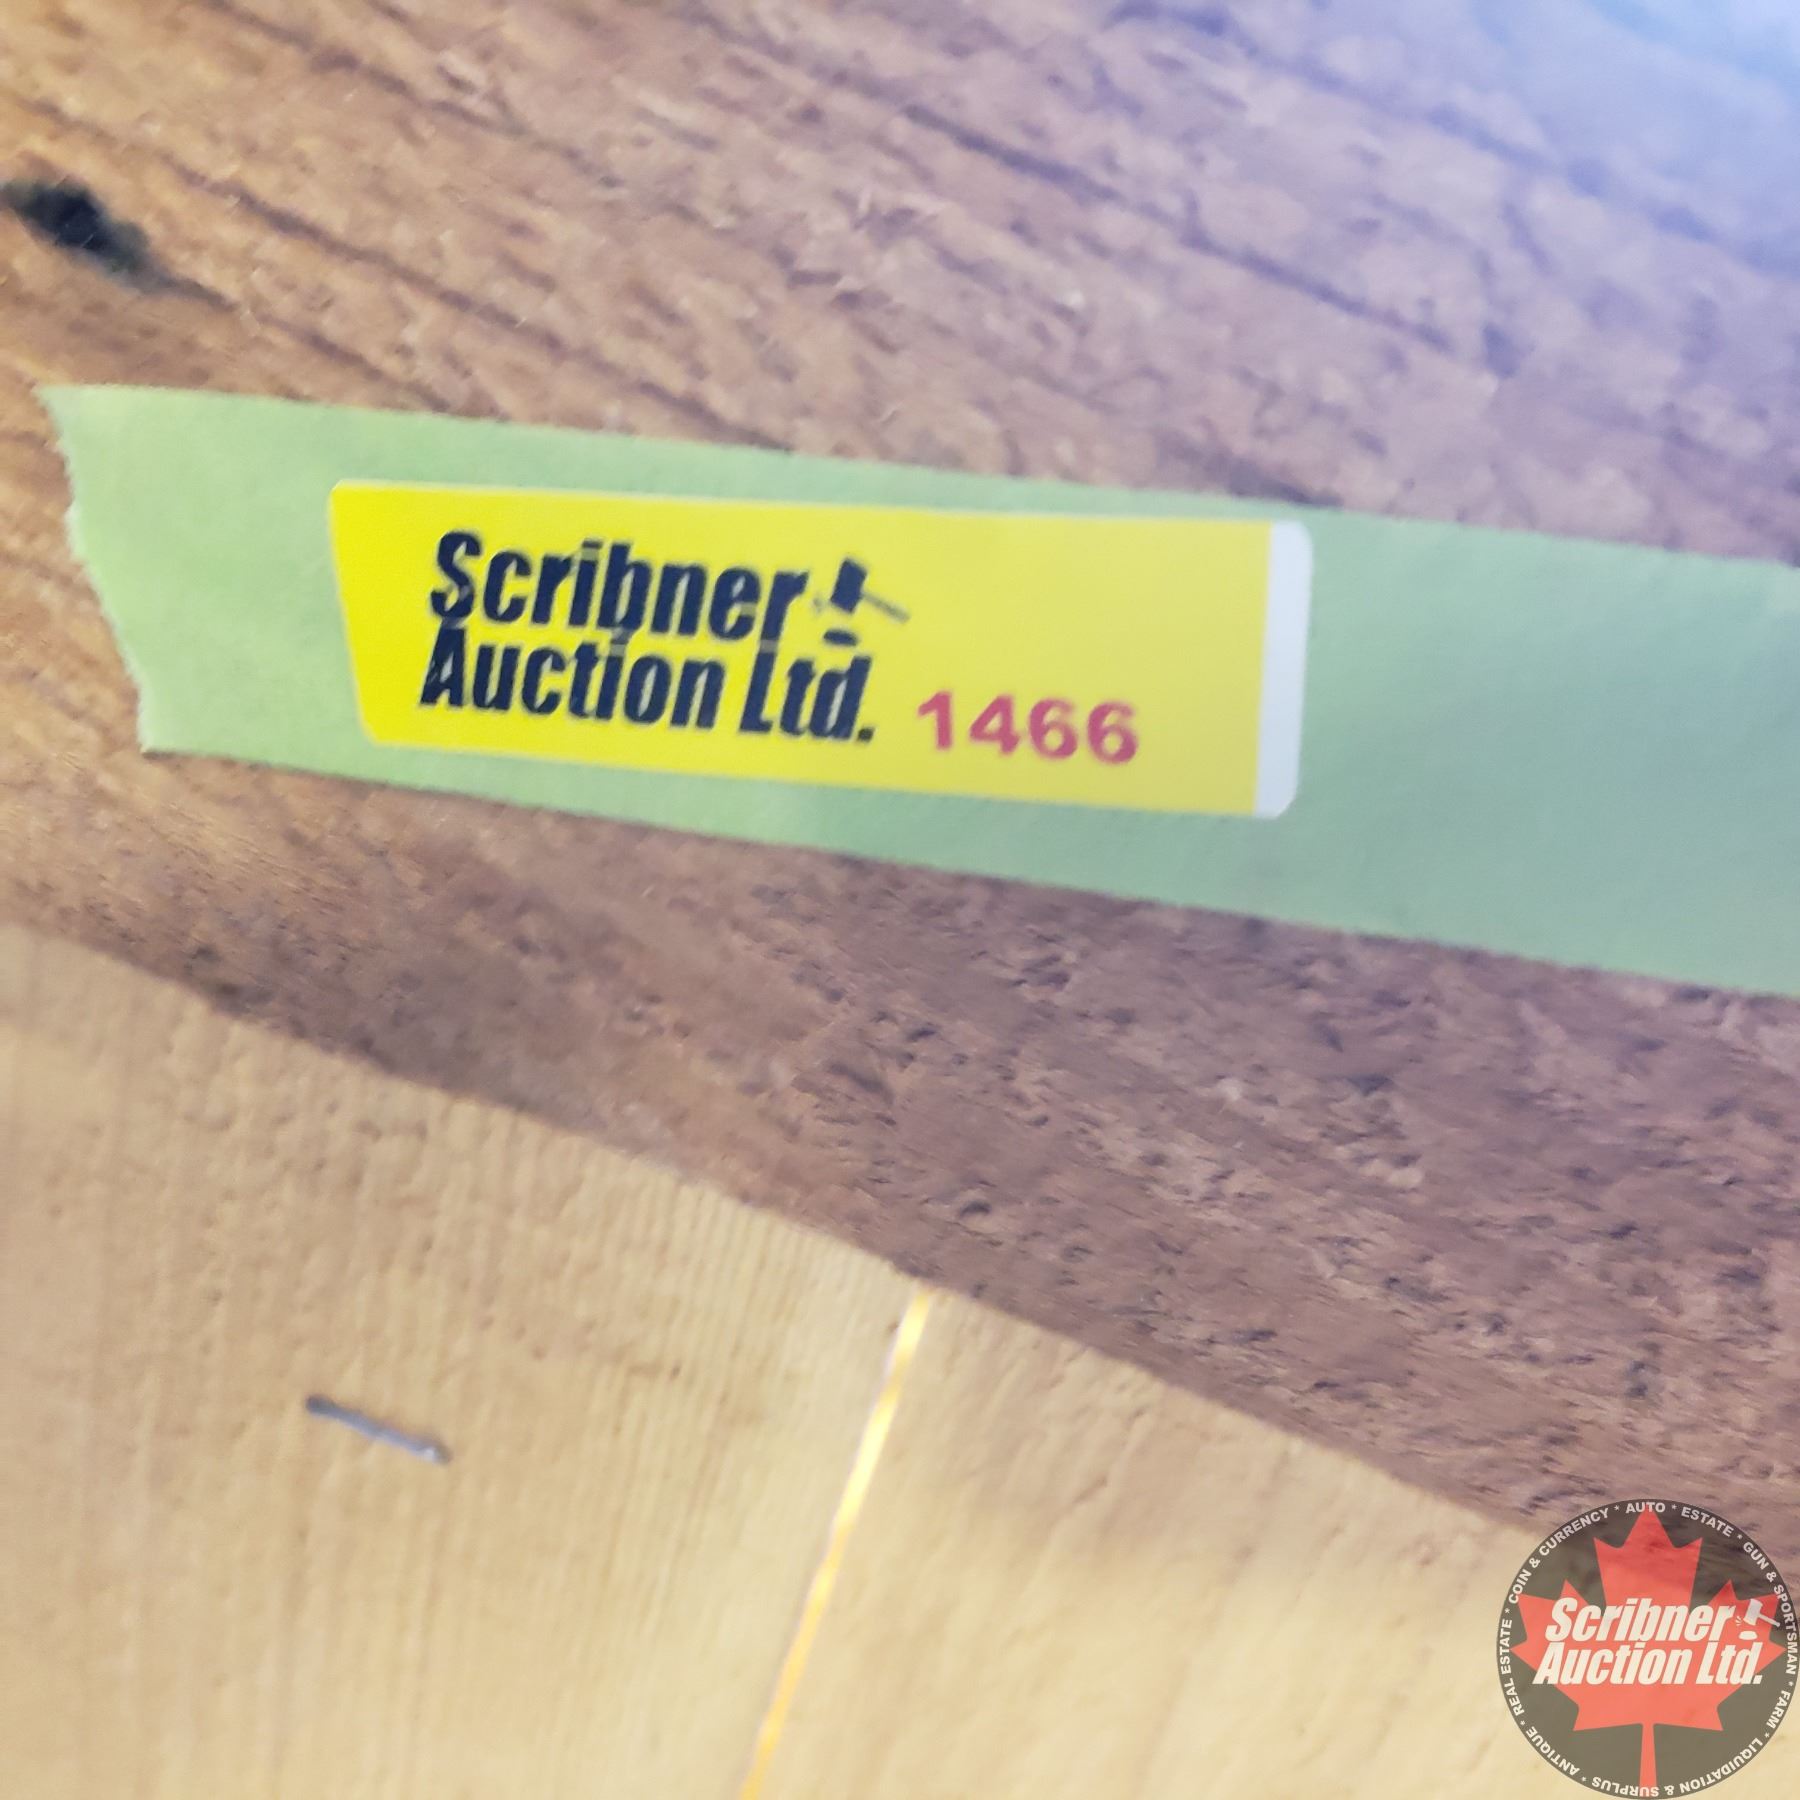 Scribner
Auction Ltd. 1466
REAL ESTATE * COIN & CURRENCY * AUTO * ESTATE * GUN & SPORTSMAN * FARM * LIQUIDATION & SURPLUS * ANTIQUE *
Scribner
Auction Ltd.